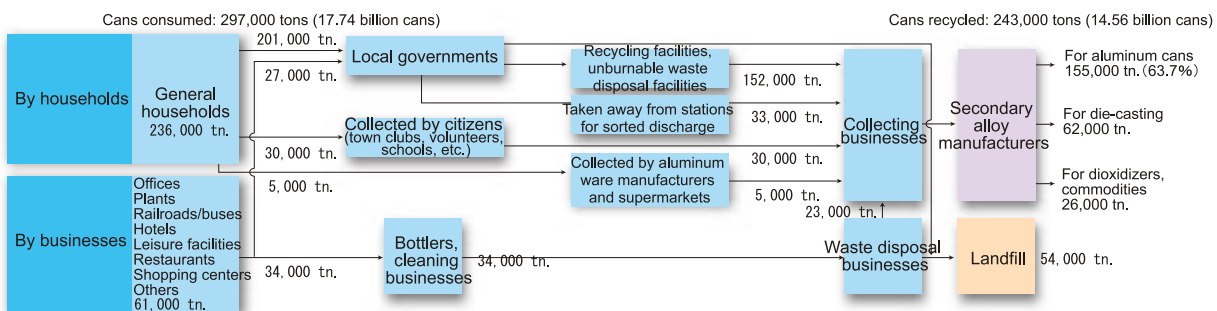 Cans consumed: 297,000 tons (17.74 billion cans)
Cans recycled: 243,000 tons (14.56 billion cans)
By households
General
households
236,000 tn.
201,000 tn.
27,000 tn.
30,000 tn.
5,000 tn.
Local governments
Collected by citizens
(town clubs, volunteers,
schools, etc.)
Recycling facilities,
unburnable waste
disposal facilities
152,000 tn.
Taken away from stations
for sorted discharge
33,000 tn.
30,000 tn.
Collected by aluminum
ware manufacturers
and supermarkets
5,000 tn.
Collecting
businesses
23,000 tn.
Secondary
alloy
manufacturers
For aluminum cans
155,000 tn.(63.7%)
For die-casting
62,000 tn.
For dioxidizers,
commodities
26,000 tn.
By businesses
Offices
Plants
Railroads/buses
Hotels
Leisure facilities
Restaurants
Shopping centers
Others
61,000 tn.
34,000 tn.
Bottlers,
cleaning
businesses
34,000 tn.
Waste disposal
businesses
Landfill
54,000 tn.